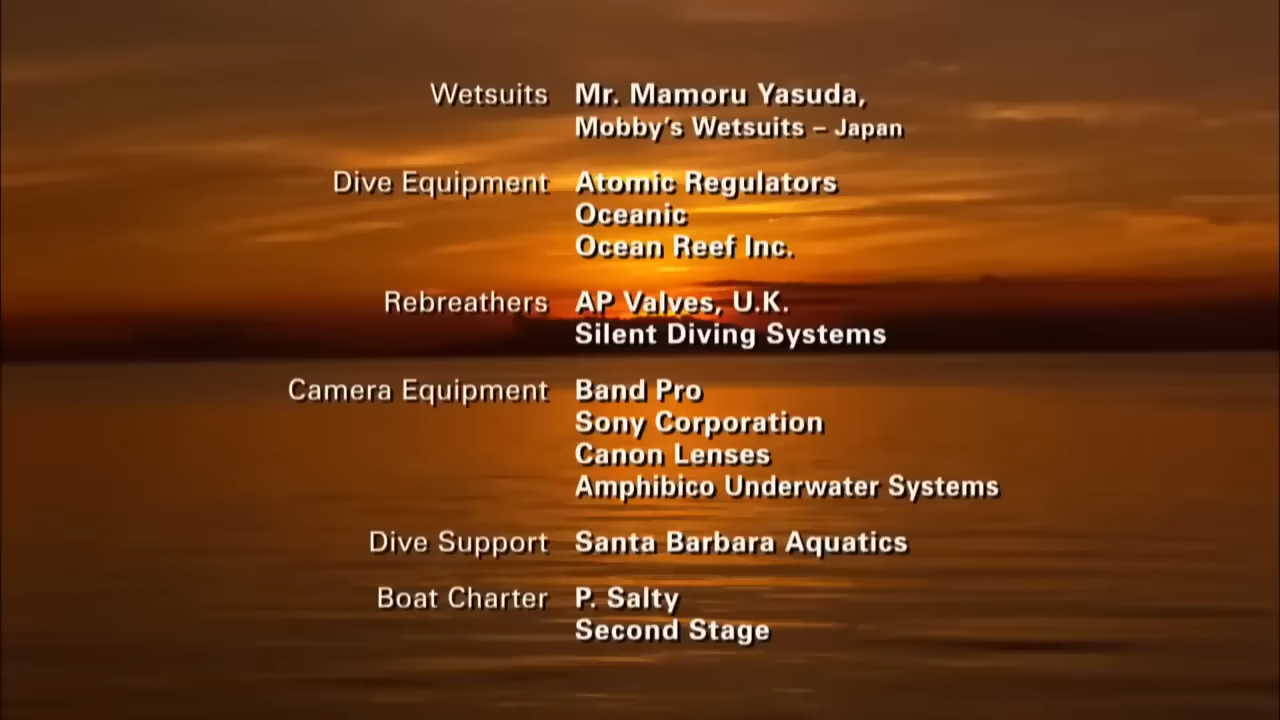 Wetsuits Mr. Mamoru Yasuda,
Mobby's Wetsuits – Japan
Dive Equipment Atomic Regulators
Oceanic
Ocean Reef Inc.
Rebreathers AP Valves, U.K.
Silent Diving Systems
Camera Equipment Band Pro
Sony Corporation
Canon Lenses
Amphibico Underwater Systems
Dive Support Santa Barbara Aquatics
Boat Charter P. Salty
Second Stage